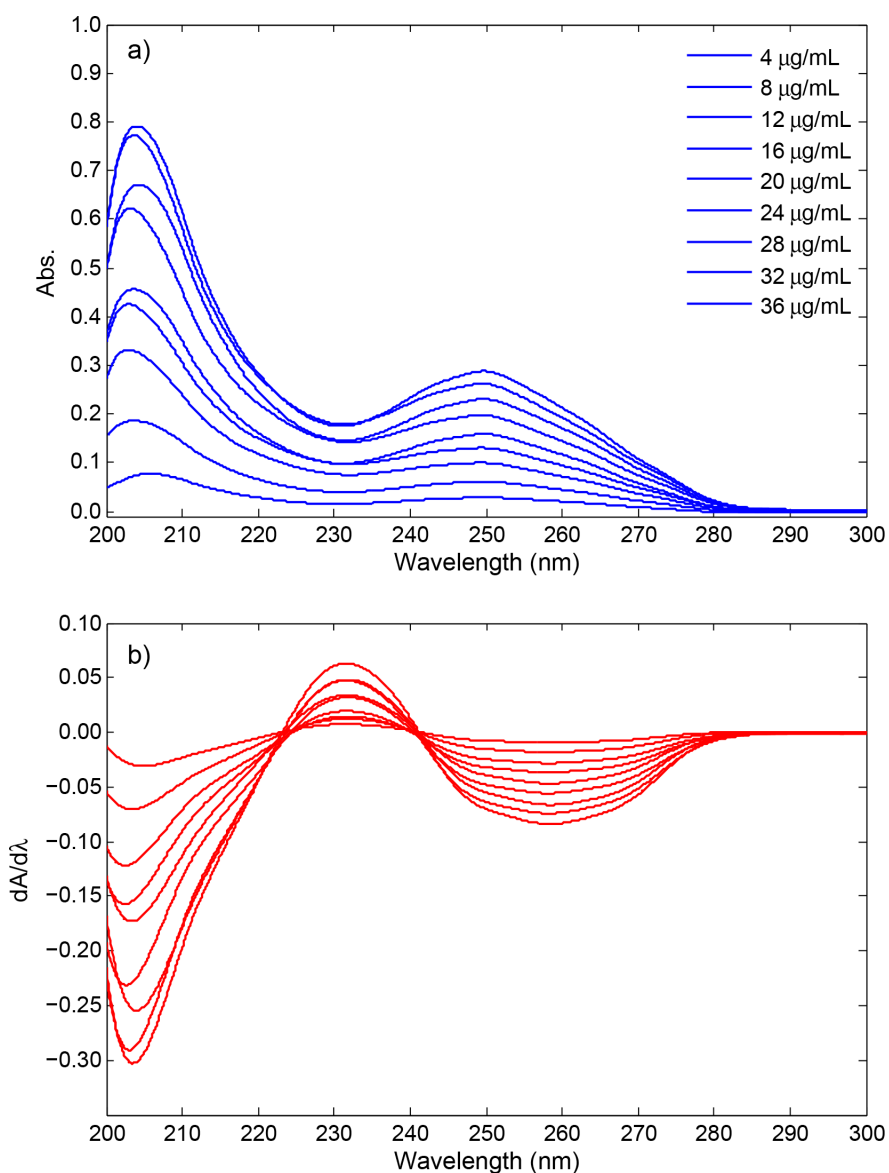 a)
1.0
0.9
0.8
0.7
0.6
0.5
0.4
0.3
0.2
0.1
0.0
Abs.
4 μg/mL
8 μg/mL
12 μg/mL
16 μg/mL
20 μg/mL
24 μg/mL
28 μg/mL
32 μg/mL
36 μg/mL
200 210 220 230 240 250 260 270 280 290 300
Wavelength (nm)
b)
0.10
0.05
0.00
−0.05
−0.10
−0.15
−0.20
−0.25
−0.30
dA/dλ
200 210 220 230 240 250 260 270 280 290 300
Wavelength (nm)